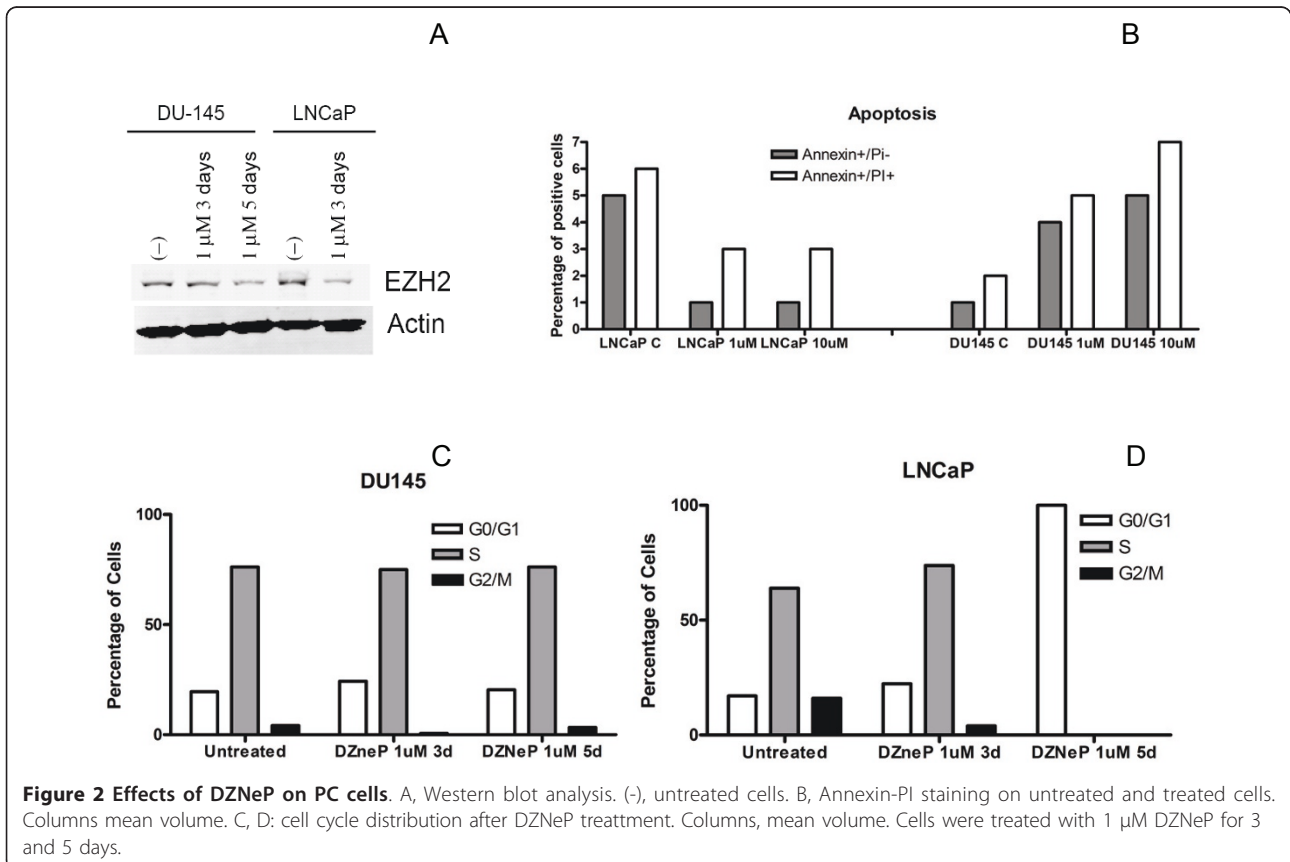 A
DU-145 LNCaP
(–) 1 µM 3 days 1 µM 5 days (–) 1 µM 3 days
EZH2
Actin
B
Apoptosis
Annexin+/Pi-
Annexin+/PI+
Percentage of positive cells
7
6
5
4
3
2
1
0
LNCaP C LNCaP 1uM LNCaP 10uM DU145 C DU145 1uM DU145 10uM
C
DU145
G0/G1
S
G2/M
Percentage of Cells
100
50
0
Untreated DZneP 1uM 3d DZNeP 1uM 5d
D
LNCaP
G0/G1
S
G2/M
Percentage of Cells
100
50
0
Untreated DZneP 1uM 3d DZNeP 1uM 5d
Figure 2 Effects of DZNeP on PC cells. A, Western blot analysis. (-), untreated cells. B, Annexin-PI staining on untreated and treated cells.
Columns mean volume. C, D: cell cycle distribution after DZNeP treattment. Columns, mean volume. Cells were treated with 1 µM DZNeP for 3
and 5 days.